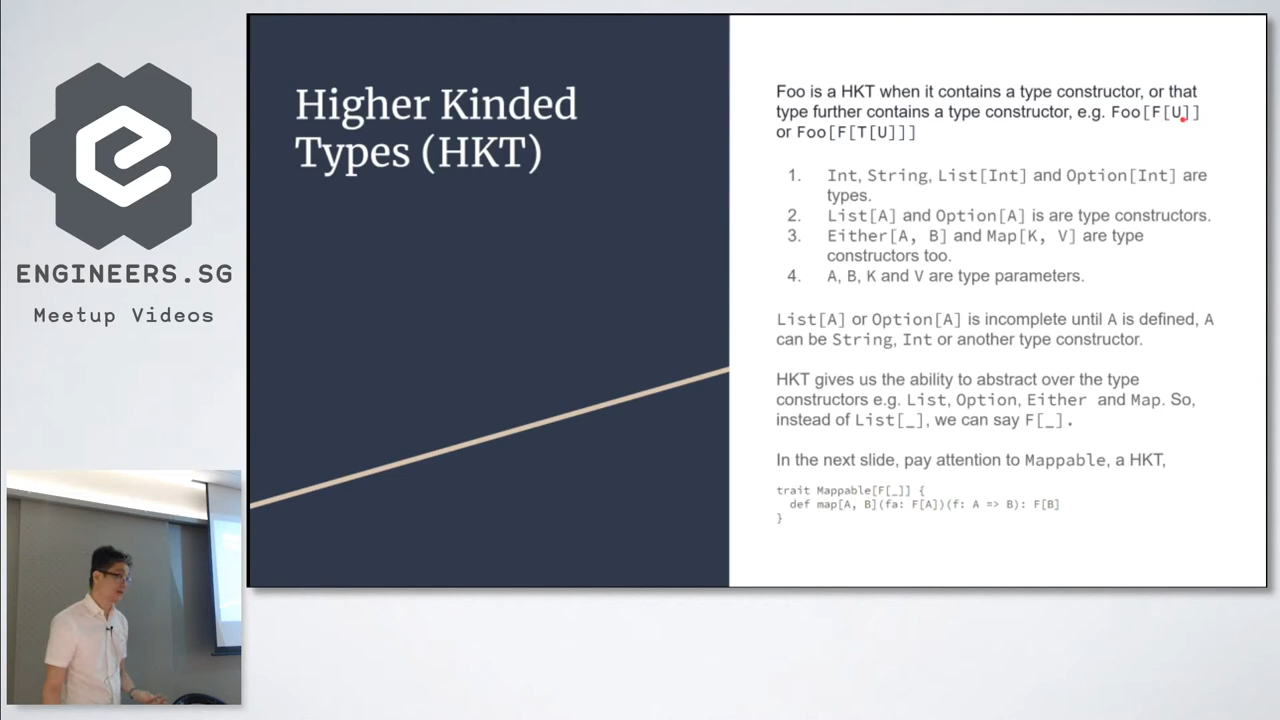 ENGINEERS.SG
Meetup Videos
Higher Kinded
Types (HKT)
Foo is a HKT when it contains a type constructor, or that
type further contains a type constructor, e.g. Foo[F[U]]
or Foo[F[T[U]]]
1. Int, String, List[Int] and Option[Int] are
types.
2. List[A] and Option[A] is are type constructors.
3. Either[A, B] and Map[K, V] are type
constructors too.
4. A, B, K and V are type parameters.
List[A] or Option[A] is incomplete until A is defined, A
can be String, Int or another type constructor.
HKT gives us the ability to abstract over the type
constructors e.g. List, Option, Either and Map. So,
instead of List[_], we can say F[_].
In the next slide, pay attention to Mappable, a HKT,
trait Mappable[F[_]] {
def map[A, B](fa: F[A])(f: A => B): F[B]
}